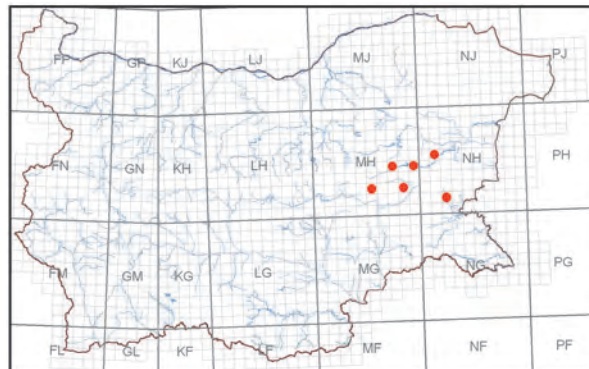 FP GP KJ LJ MJ NJ PJ
FN GN KH LH MH NH PH
FM GM KG LG MG NG PG
FL GL KF LF MF NF PF